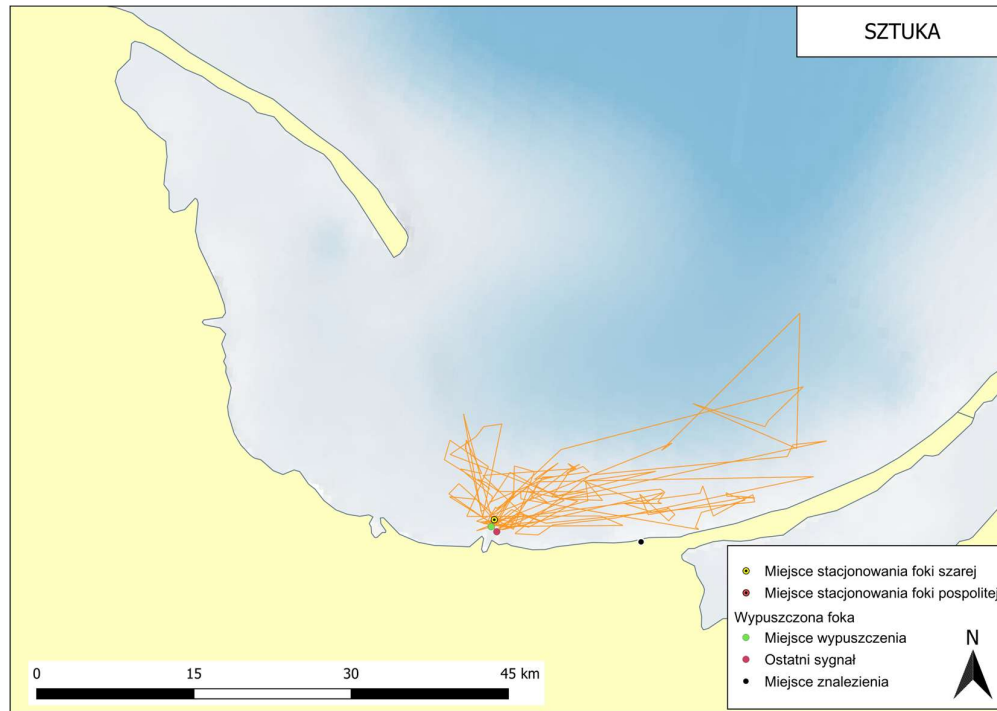 SZTUKA
Miejsce stacjonowania foki szarej
Miejsce stacjonowania foki pospolitej
Wypuszczona foka
Miejsce wypuszczenia
Ostatni sygnał
Miejsce znalezienia
N
0 15 30 45 km